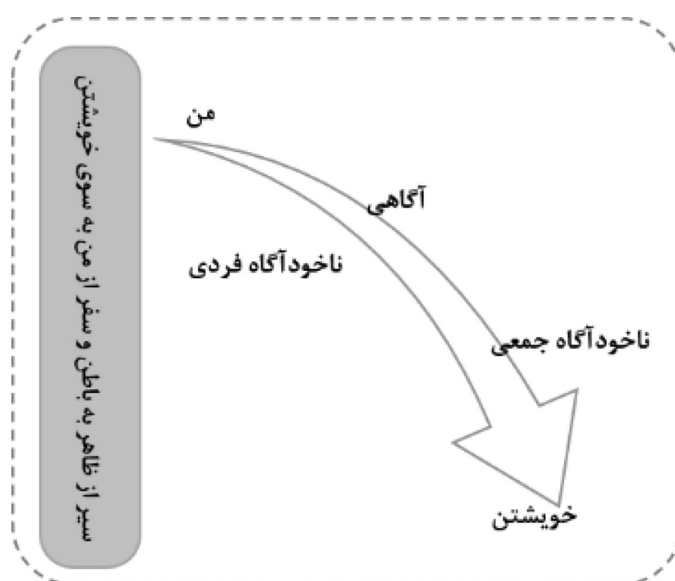 سیر از ظاهر به باطن و سفر از من به سوی خویشتن
من
آگاهی
ناخودآگاه فردی
ناخودآگاه جمعی
خویشتن